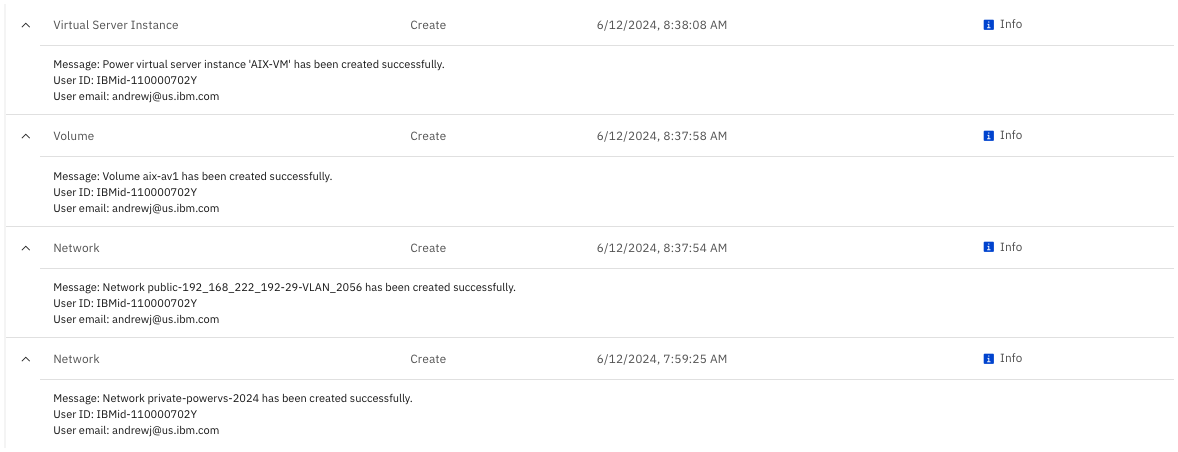 Virtual Server Instance Create 6/12/2024, 8:38:08 AM Info
Message: Power virtual server instance 'AIX-VM' has been created successfully.
User ID: IBMid-110000702Y
User email: andrewj@us.ibm.com
Volume Create 6/12/2024, 8:37:58 AM Info
Message: Volume aix-av1 has been created successfully.
User ID: IBMid-110000702Y
User email: andrewj@us.ibm.com
Network Create 6/12/2024, 8:37:54 AM Info
Message: Network public-192_168_222_192-29-VLAN_2056 has been created successfully.
User ID: IBMid-110000702Y
User email: andrewj@us.ibm.com
Network Create 6/12/2024, 7:59:25 AM Info
Message: Network private-powervs-2024 has been created successfully.
User ID: IBMid-110000702Y
User email: andrewj@us.ibm.com